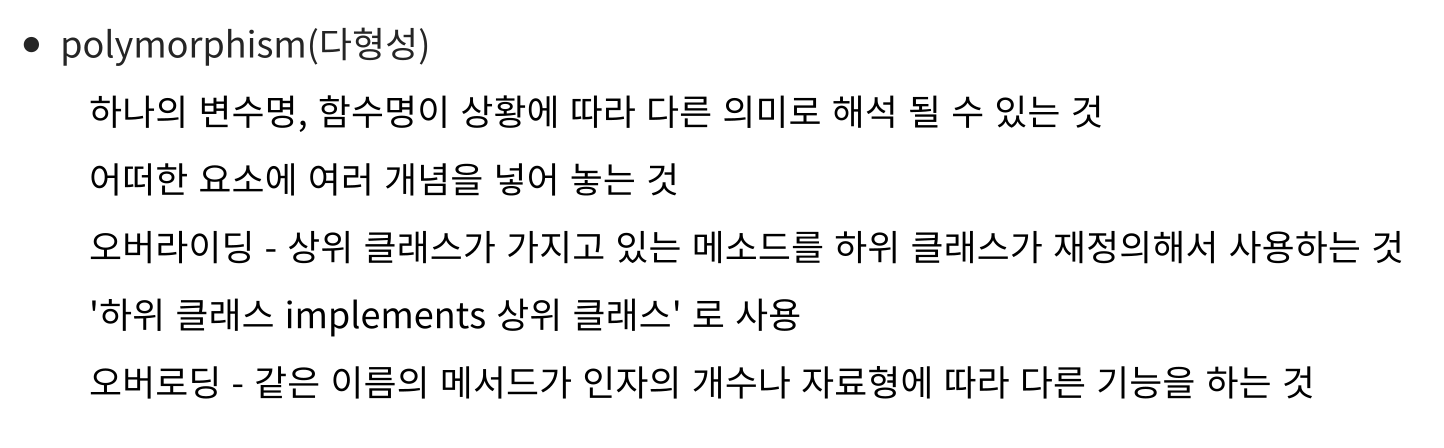 • polymorphism(다형성)
하나의 변수명, 함수명이 상황에 따라 다른 의미로 해석 될 수 있는 것
어떠한 요소에 여러 개념을 넣어 놓는 것
오버라이딩 - 상위 클래스가 가지고 있는 메소드를 하위 클래스가 재정의해서 사용하는 것
'하위 클래스 implements 상위 클래스' 로 사용
오버로딩 - 같은 이름의 메서드가 인자의 개수나 자료형에 따라 다른 기능을 하는 것